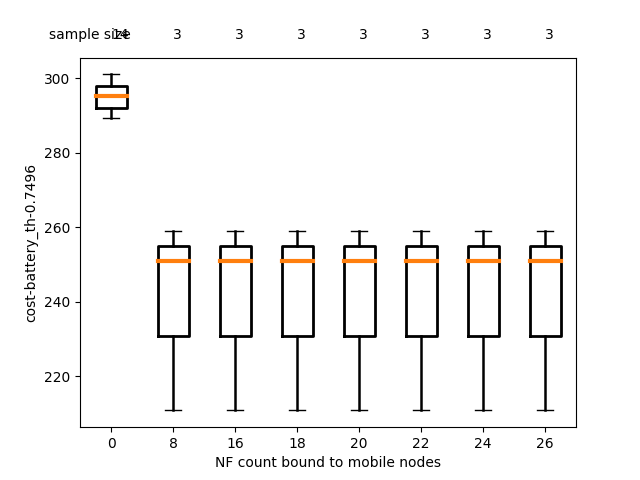 sample size 14 3 3 3 3 3 3 3
300
280
260
240
220
cost-battery_th-0.7496
0 8 16 18 20 22 24 26
NF count bound to mobile nodes